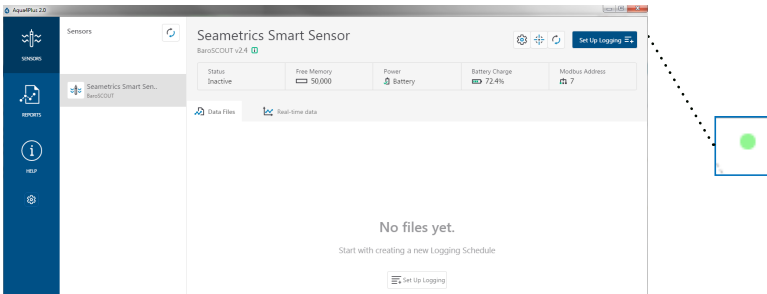 Aqua4Plus 2.0
SENSORS
REPORTS
HELP
Sensors
Seametrics Smart Sen..
BaroSCOUT
Seametrics Smart Sensor
BaroSCOUT v2.4
Set Up Logging
Status Free Memory Power Battery Charge Modbus Address
Inactive 50,000 Battery 72.4% 7
Data Files Real-time data
No files yet.
Start with creating a new Logging Schedule
Set Up Logging